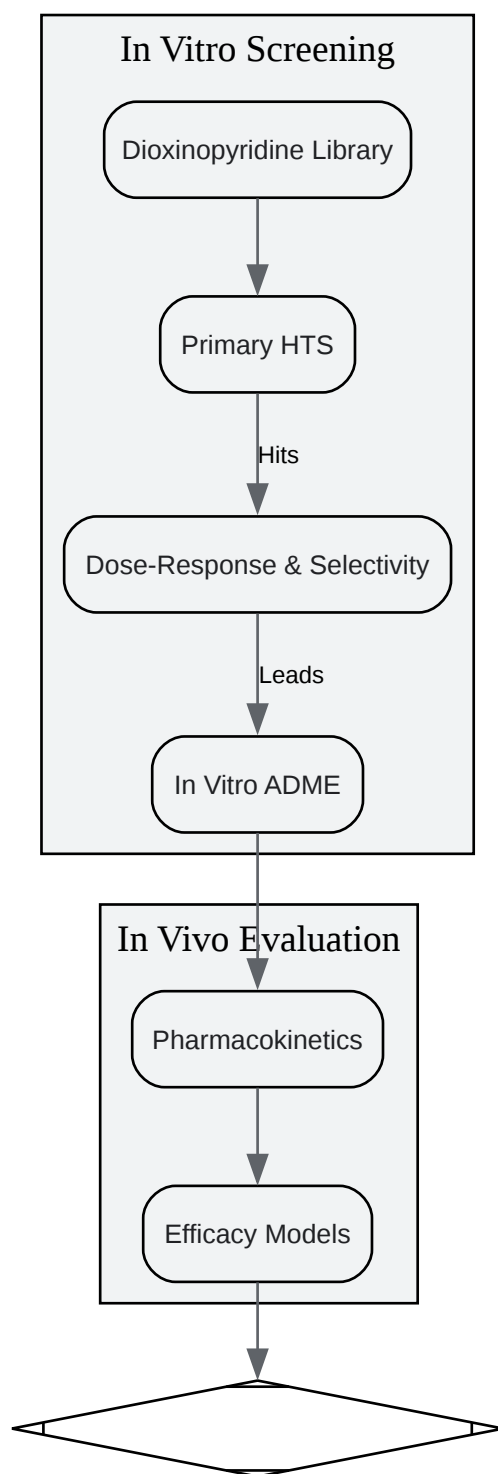 In Vitro Screening
Dioxinopyridine Library
Primary HTS
Hits
Dose-Response & Selectivity
Leads
In Vitro ADME
In Vivo Evaluation
Pharmacokinetics
Efficacy Models